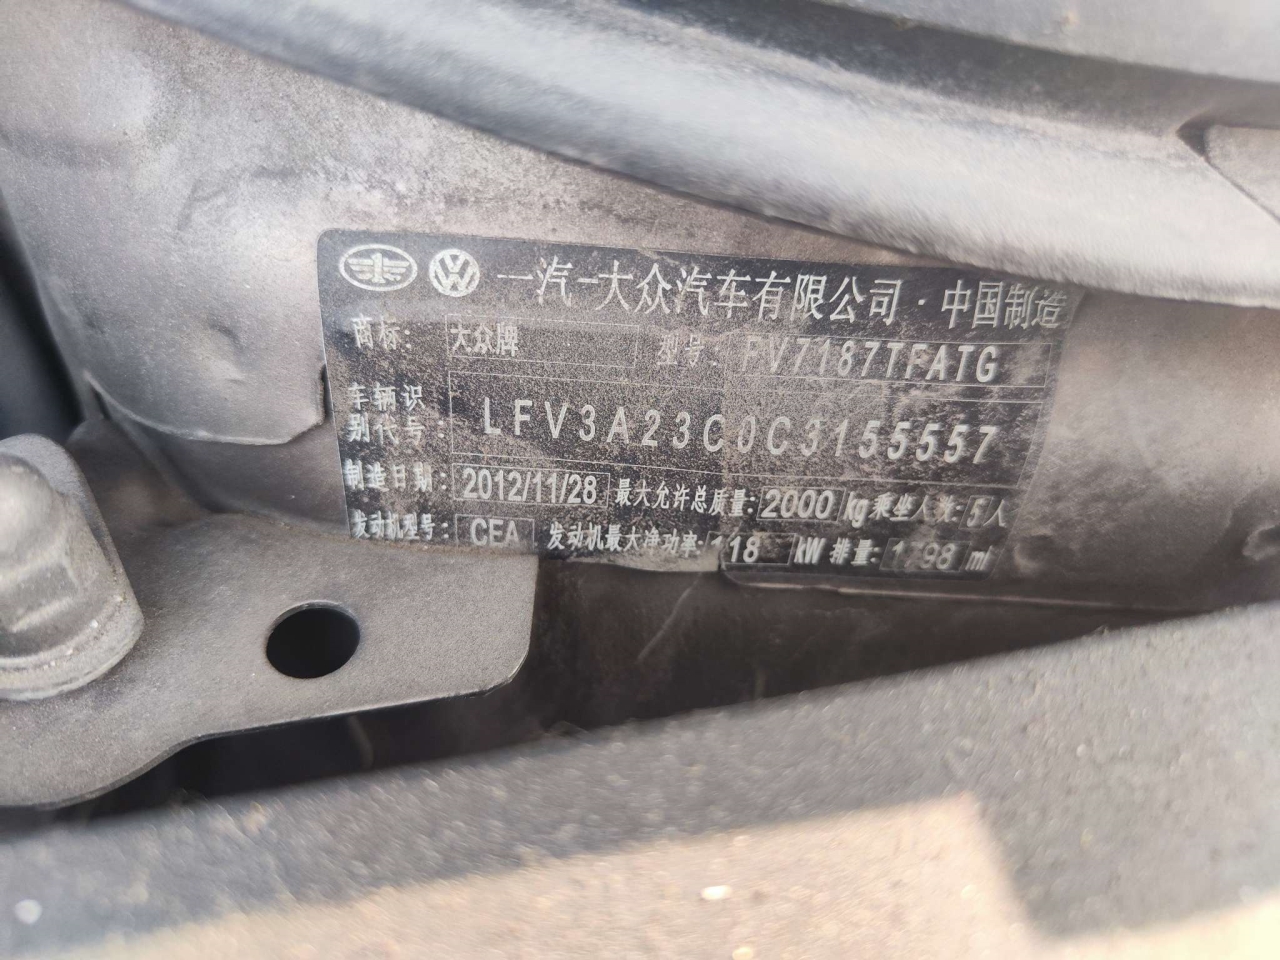 一汽-大众汽车有限公司·中国制造
商标: 大众牌 型号: FV7187TFATG
车辆识别代号: LFV3A23C0C3155557
制造日期: 2012/11/28 最大允许总质量: 2000 kg 乘坐人数: 5人
发动机型号: CEA 发动机最大净功率: 118 kW 排量: 1798 ml